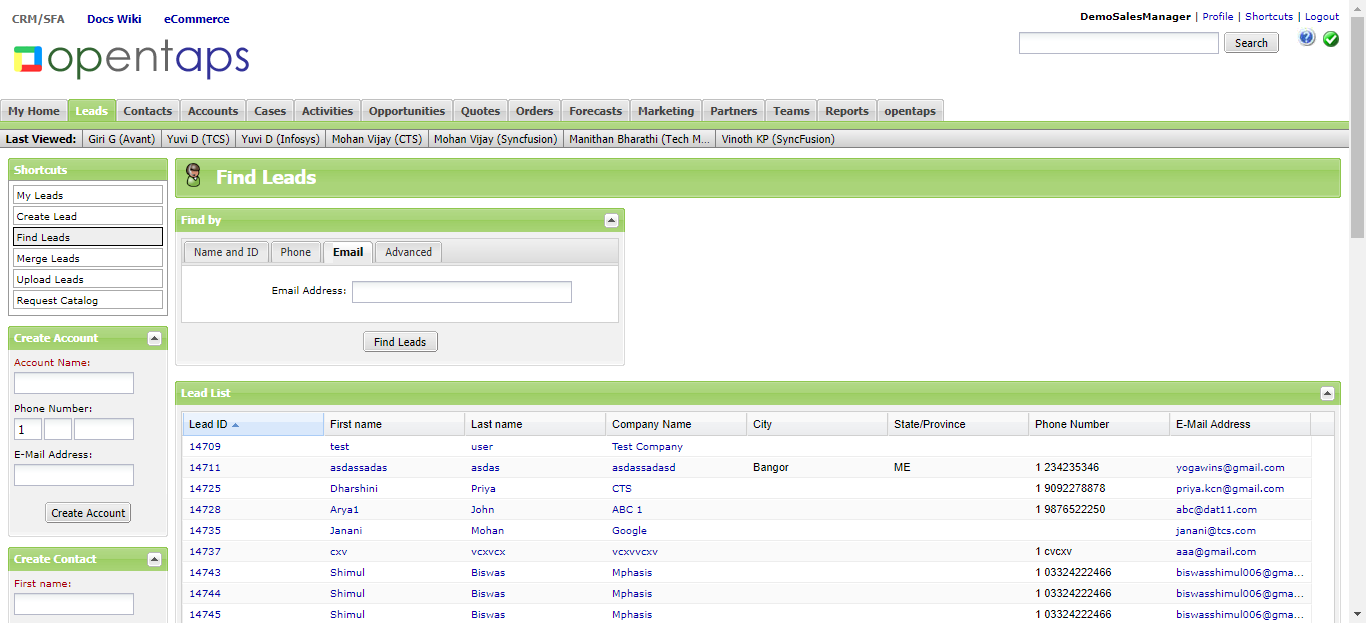 CRM/SFA Docs Wiki eCommerce
DemoSalesManager | Profile | Shortcuts | Logout
opentaps
Search
My Home Leads Contacts Accounts Cases Activities Opportunities Quotes Orders Forecasts Marketing Partners Teams Reports opentaps
Last Viewed: Giri G (Avant) Yuvi D (TCS) Yuvi D (Infosys) Mohan Vijay (CTS) Mohan Vijay (Syncfusion) Manithan Bharathi (Tech M... Vinoth KP (SyncFusion)
Shortcuts
My Leads
Create Lead
Find Leads
Merge Leads
Upload Leads
Request Catalog
Create Account
Account Name:
Phone Number:
1
E-Mail Address:
Create Account
Create Contact
First name:
Find Leads
Find by
Name and ID Phone Email Advanced
Email Address:
Find Leads
Lead List
Lead ID First name Last name Company Name City State/Province Phone Number E-Mail Address
14709 test user Test Company
14711 asdassadas asdas asdassadasd Bangor ME 1 234235346 yogawins@gmail.com
14725 Dharshini Priya CTS 1 9092278878 priya.kcn@gmail.com
14728 Arya1 John ABC 1 1 9876522250 abc@dat11.com
14735 Janani Mohan Google janani@tcs.com
14737 cxv vcxvcx vcxvvcxv 1 cvcxv aaa@gmail.com
14743 Shimul Biswas Mphasis 1 03324222466 biswasshimul006@gma...
14744 Shimul Biswas Mphasis 1 03324222466 biswasshimul006@gma...
14745 Shimul Biswas Mphasis 1 03324222466 biswasshimul006@gma...